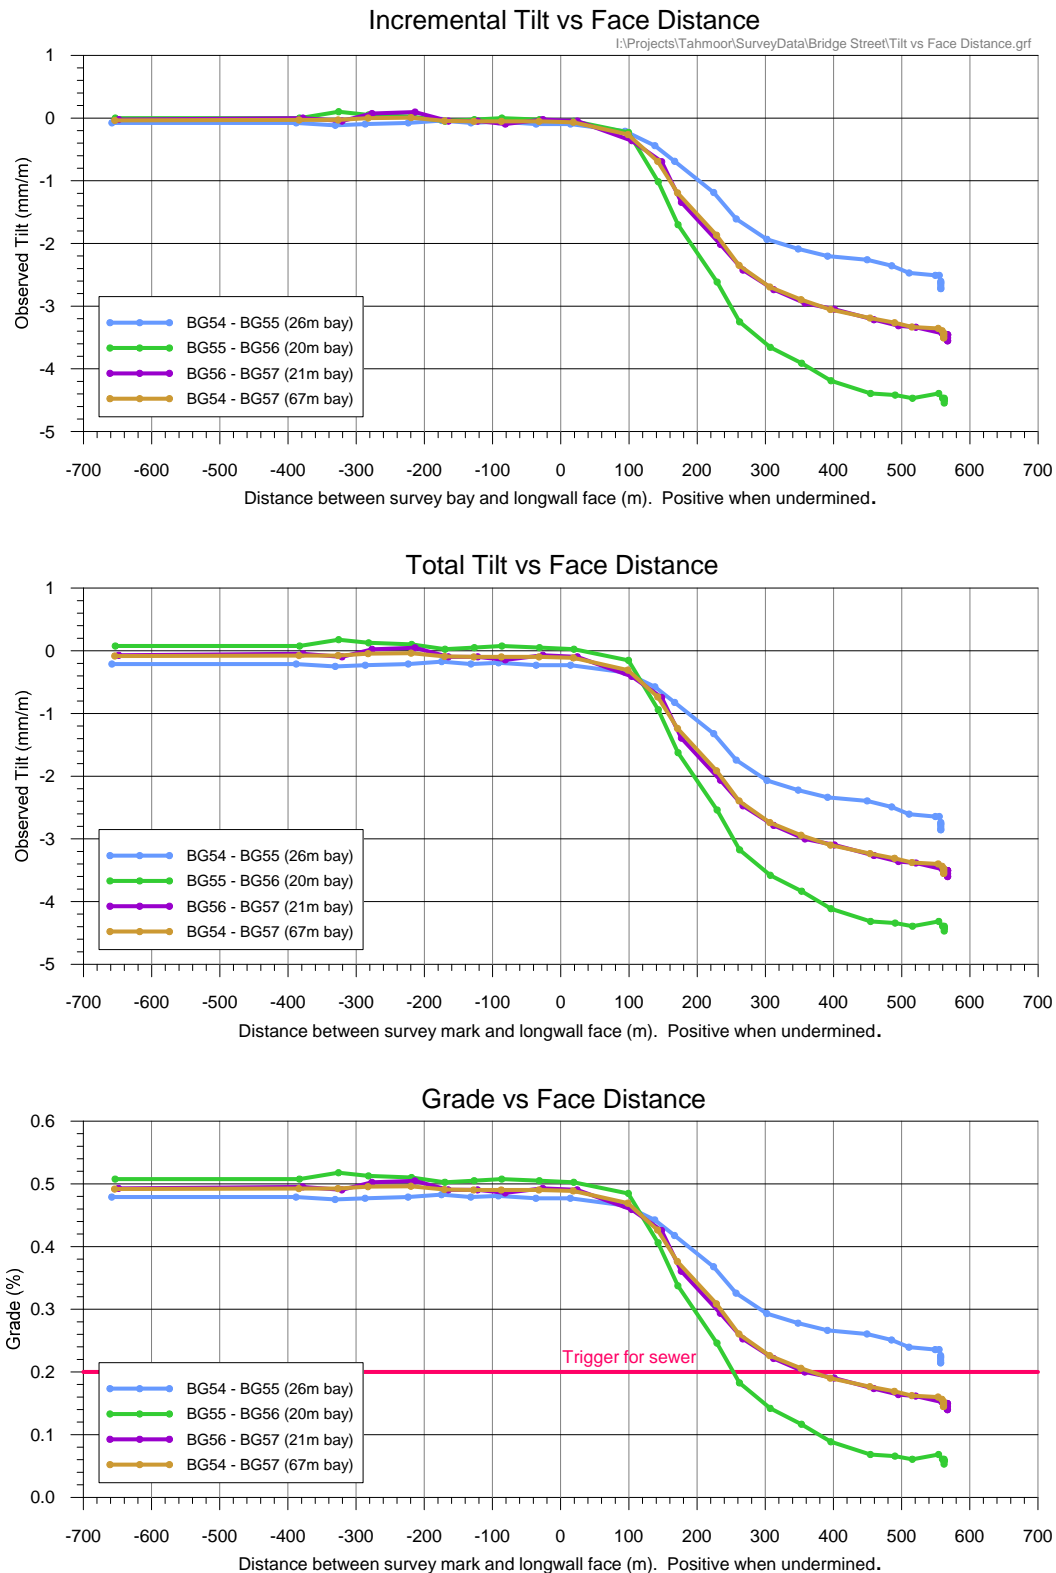 Incremental Tilt vs Face Distance
I:\Projects\Tahmoor\SurveyData\Bridge Street\Tilt vs Face Distance.grf
1
0
-1
-2
-3
-4
-5
Observed Tilt (mm/m)
BG54 - BG55 (26m bay)
BG55 - BG56 (20m bay)
BG56 - BG57 (21m bay)
BG54 - BG57 (67m bay)
-700 -600 -500 -400 -300 -200 -100 0 100 200 300 400 500 600 700
Distance between survey bay and longwall face (m).  Positive when undermined.
Total Tilt vs Face Distance
1
0
-1
-2
-3
-4
-5
Observed Tilt (mm/m)
BG54 - BG55 (26m bay)
BG55 - BG56 (20m bay)
BG56 - BG57 (21m bay)
BG54 - BG57 (67m bay)
-700 -600 -500 -400 -300 -200 -100 0 100 200 300 400 500 600 700
Distance between survey mark and longwall face (m).  Positive when undermined.
Grade vs Face Distance
0.6
0.5
0.4
0.3
0.2
0.1
0.0
Grade (%)
Trigger for sewer
BG54 - BG55 (26m bay)
BG55 - BG56 (20m bay)
BG56 - BG57 (21m bay)
BG54 - BG57 (67m bay)
-700 -600 -500 -400 -300 -200 -100 0 100 200 300 400 500 600 700
Distance between survey mark and longwall face (m).  Positive when undermined.